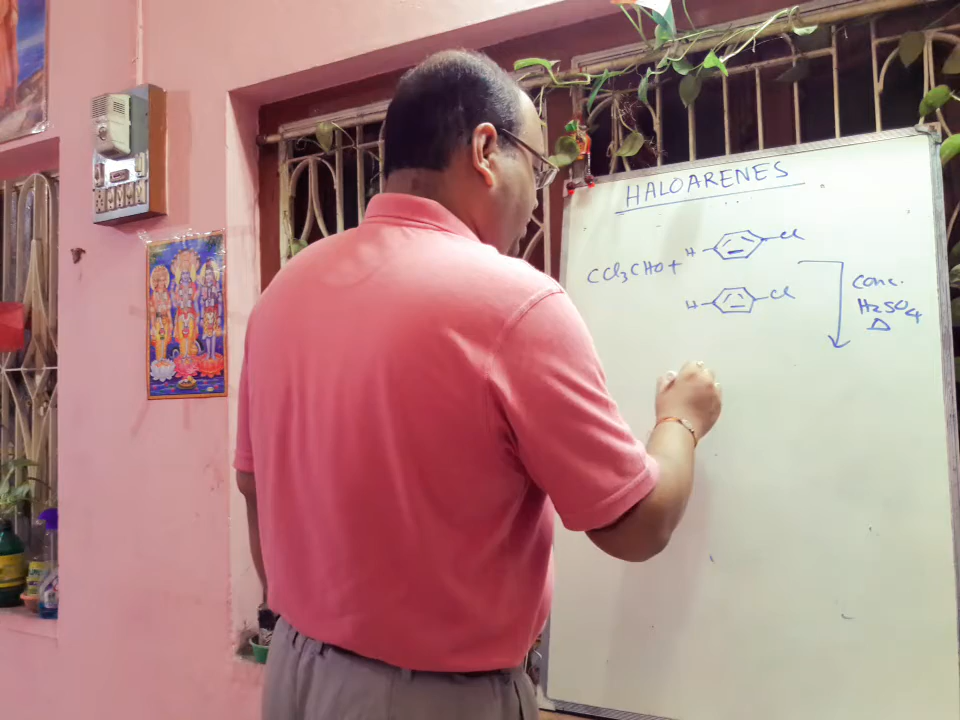 HALOARENES
CCl₃CHO + H Cl
H Cl
Conc.
H₂SO₄
Δ